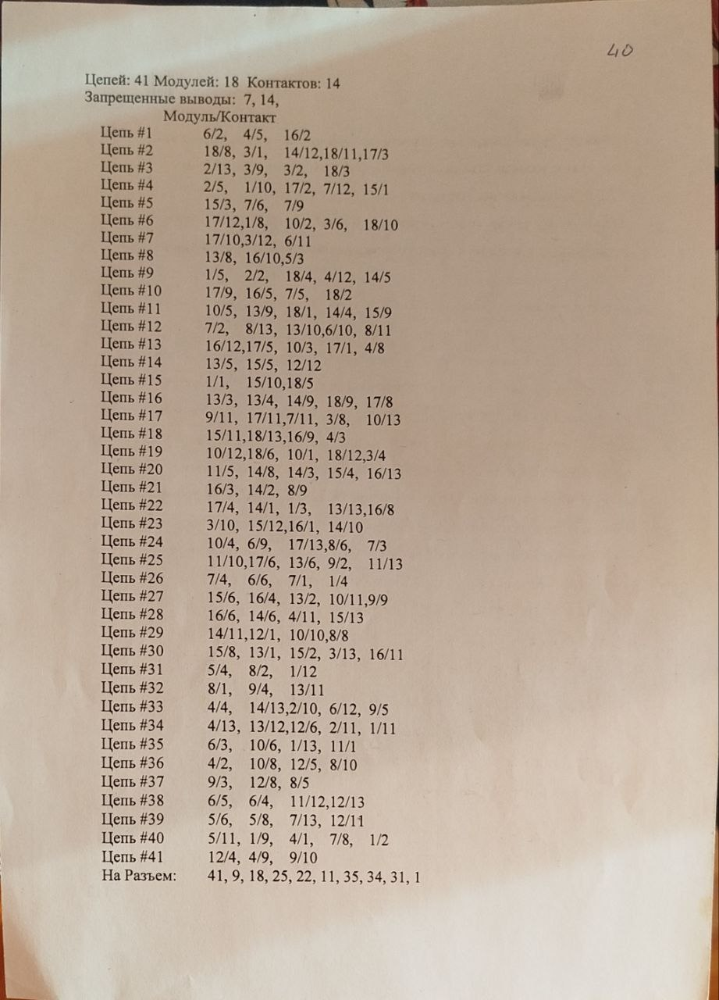 40
Цепей: 41 Модулей: 18 Контактов: 14
Запрещенные выводы: 7, 14,
Модуль/Контакт
Цепь #1 6/2, 4/5, 16/2
Цепь #2 18/8, 3/1, 14/12,18/11,17/3
Цепь #3 2/13, 3/9, 3/2, 18/3
Цепь #4 2/5, 1/10, 17/2, 7/12, 15/1
Цепь #5 15/3, 7/6, 7/9
Цепь #6 17/12,1/8, 10/2, 3/6, 18/10
Цепь #7 17/10,3/12, 6/11
Цепь #8 13/8, 16/10,5/3
Цепь #9 1/5, 2/2, 18/4, 4/12, 14/5
Цепь #10 17/9, 16/5, 7/5, 18/2
Цепь #11 10/5, 13/9, 18/1, 14/4, 15/9
Цепь #12 7/2, 8/13, 13/10,6/10, 8/11
Цепь #13 16/12,17/5, 10/3, 17/1, 4/8
Цепь #14 13/5, 15/5, 12/12
Цепь #15 1/1, 15/10,18/5
Цепь #16 13/3, 13/4, 14/9, 18/9, 17/8
Цепь #17 9/11, 17/11,7/11, 3/8, 10/13
Цепь #18 15/11,18/13,16/9, 4/3
Цепь #19 10/12,18/6, 10/1, 18/12,3/4
Цепь #20 11/5, 14/8, 14/3, 15/4, 16/13
Цепь #21 16/3, 14/2, 8/9
Цепь #22 17/4, 14/1, 1/3, 13/13,16/8
Цепь #23 3/10, 15/12,16/1, 14/10
Цепь #24 10/4, 6/9, 17/13,8/6, 7/3
Цепь #25 11/10,17/6, 13/6, 9/2, 11/13
Цепь #26 7/4, 6/6, 7/1, 1/4
Цепь #27 15/6, 16/4, 13/2, 10/11,9/9
Цепь #28 16/6, 14/6, 4/11, 15/13
Цепь #29 14/11,12/1, 10/10,8/8
Цепь #30 15/8, 13/1, 15/2, 3/13, 16/11
Цепь #31 5/4, 8/2, 1/12
Цепь #32 8/1, 9/4, 13/11
Цепь #33 4/4, 14/13,2/10, 6/12, 9/5
Цепь #34 4/13, 13/12,12/6, 2/11, 1/11
Цепь #35 6/3, 10/6, 1/13, 11/1
Цепь #36 4/2, 10/8, 12/5, 8/10
Цепь #37 9/3, 12/8, 8/5
Цепь #38 6/5, 6/4, 11/12,12/13
Цепь #39 5/6, 5/8, 7/13, 12/11
Цепь #40 5/11, 1/9, 4/1, 7/8, 1/2
Цепь #41 12/4, 4/9, 9/10
На Разъем: 41, 9, 18, 25, 22, 11, 35, 34, 31, 1